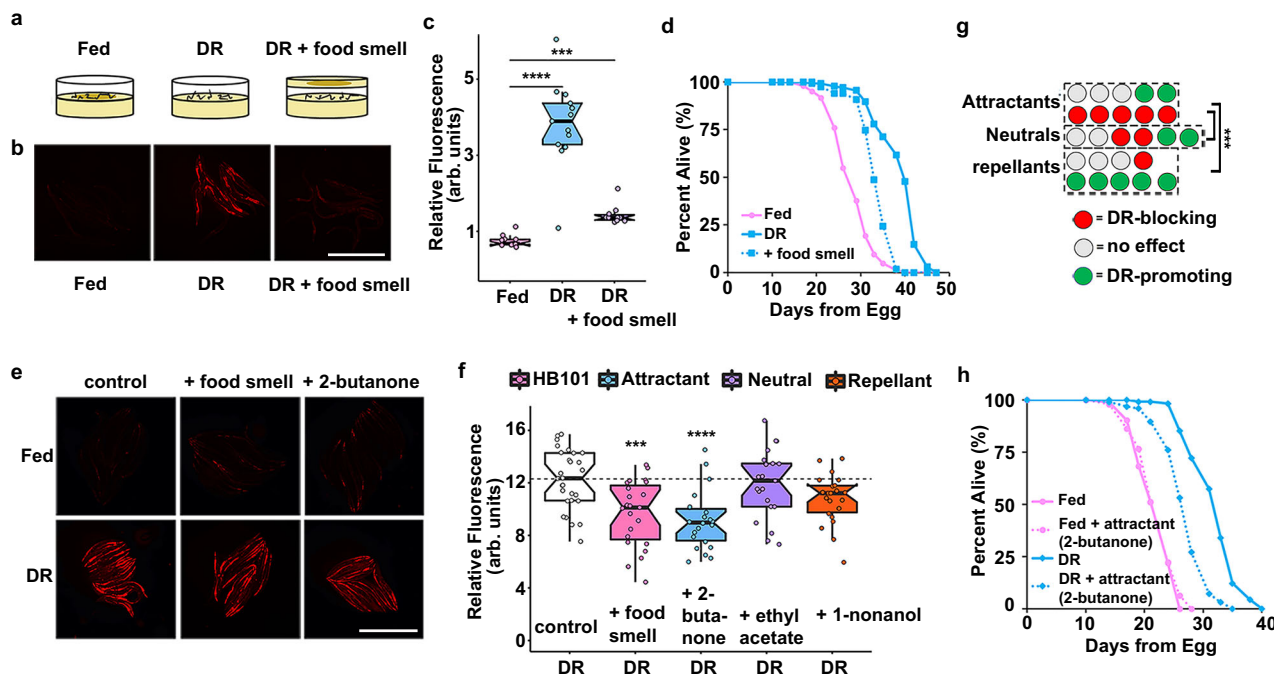 a
Fed
DR
DR + food smell
b
Fed
DR
DR + food smell
c
Relative Fluorescence
(arb. units)
5
3
1
***
****
Fed
DR
DR
+ food smell
d
Percent Alive (%)
100
75
50
25
0
Fed
DR
+ food smell
0
10
20
30
40
50
Days from Egg
g
Attractants
Neutrals
repellants
***
= DR-blocking
= no effect
= DR-promoting
e
control
+ food smell
+ 2-butanone
Fed
DR
f
HB101
Attractant
Neutral
Repellant
Relative Fluorescence
(arb. units)
16
12
8
4
0
***
****
control
+ food
smell
+ 2-
buta-
none
+ ethyl
acetate
+ 1-nonanol
DR
DR
DR
DR
DR
h
Percent Alive (%)
100
75
50
25
0
Fed
Fed + attractant
(2-butanone)
DR
DR + attractant
(2-butanone)
0
10
20
30
40
Days from Egg